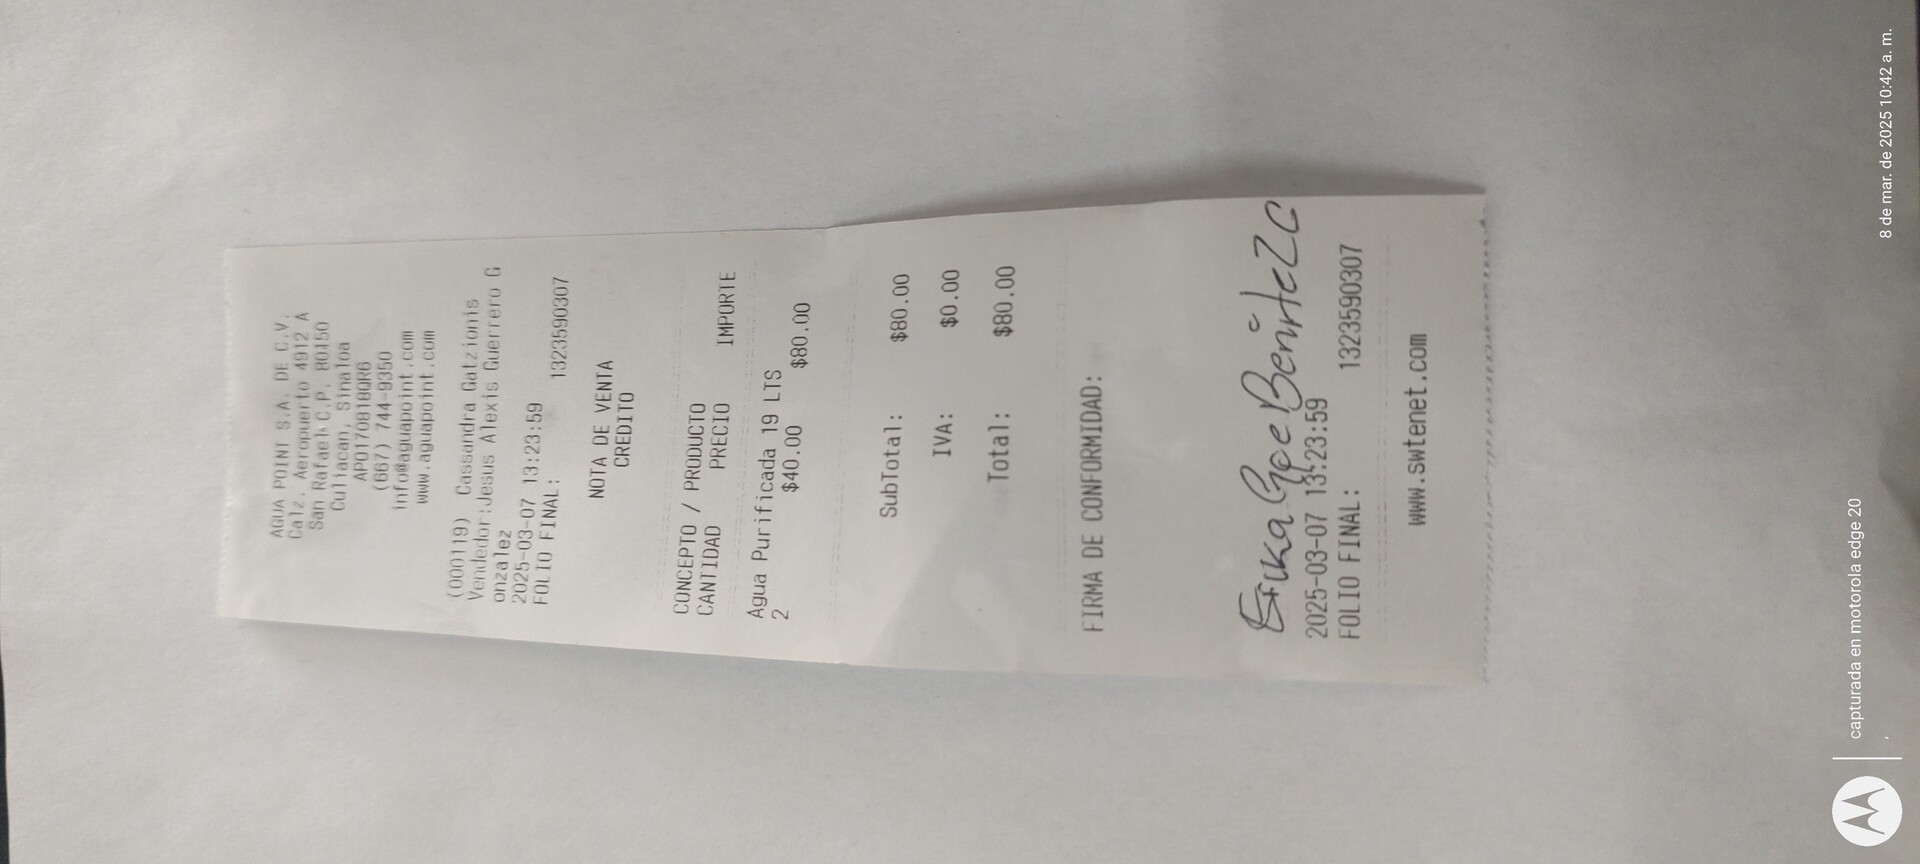 AGUA POINT S.A. DE C.V.
Calz. Aeropuerto 4912 A
San Rafael C.P. 80150
Culiacan, Sinaloa
APO170818QR6
(667) 744-9350
info@aguapoint.com
www.aguapoint.com
(000119) Cassandra Gatzionis
Vendedor:Jesus Alexis Guerrero G
onzalez
2025-03-07 13:23:59
FOLIO FINAL: 1323590307
NOTA DE VENTA
CREDITO
CONCEPTO / PRODUCTO
CANTIDAD PRECIO IMPORTE
Agua Purificada 19 LTS
2 $40.00 $80.00
SubTotal: $80.00
IVA: $0.00
Total: $80.00
FIRMA DE CONFORMIDAD:
Erika Benitez
2025-03-07 13:23:59
FOLIO FINAL: 1323590307
www.swtenet.com
capturada en motorola edge 20
8 de mar. de 2025 10:42 a. m.